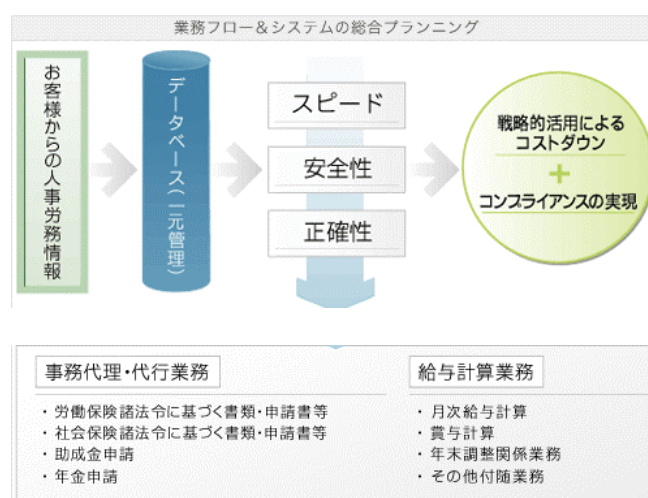 業務フロー＆システムの総合プランニング
お客様からの人事労務情報
データベース(一元管理)
スピード
安全性
正確性
戦略的活用による
コストダウン
+
コンプライアンスの実現
事務代理・代行業務
・労働保険諸法令に基づく書類・申請書等
・社会保険諸法令に基づく書類・申請書等
・助成金申請
・年金申請
給与計算業務
・月次給与計算
・賞与計算
・年末調整関係業務
・その他付随業務